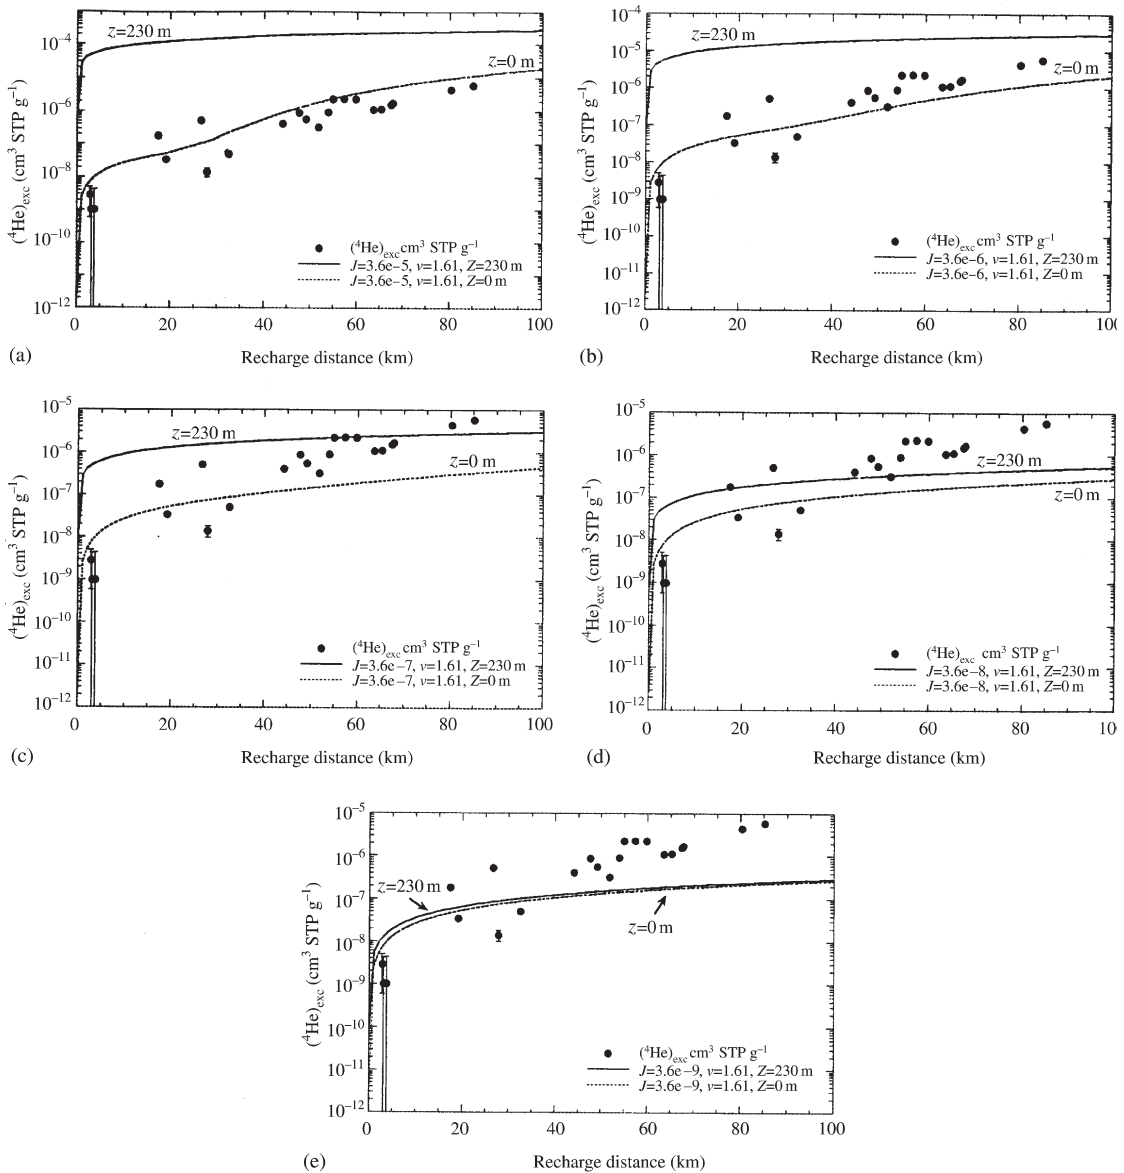 10⁻⁴
10⁻⁶
10⁻⁸
10⁻¹⁰
10⁻¹²
(⁴He)exc (cm³ STP g⁻¹)
z=230 m
z=0 m
(⁴He)exc cm³ STP g⁻¹
J=3.6e−5, v=1.61, Z=230 m
J=3.6e−5, v=1.61, Z=0 m
0 20 40 60 80 100
(a) Recharge distance (km)
10⁻⁴
10⁻⁵
10⁻⁶
10⁻⁷
10⁻⁸
10⁻⁹
10⁻¹⁰
10⁻¹¹
10⁻¹²
(⁴He)exc (cm³ STP g⁻¹)
z=230 m
z=0 m
(⁴He)exc cm³ STP g⁻¹
J=3.6e−6, v=1.61, Z=230 m
J=3.6e−6, v=1.61, Z=0 m
0 20 40 60 80 100
(b) Recharge distance (km)
10⁻⁵
10⁻⁶
10⁻⁷
10⁻⁸
10⁻⁹
10⁻¹⁰
10⁻¹¹
10⁻¹²
(⁴He)exc (cm³ STP g⁻¹)
z=230 m
z=0 m
(⁴He)exc cm³ STP g⁻¹
J=3.6e−7, v=1.61, Z=230 m
J=3.6e−7, v=1.61, Z=0 m
0 20 40 60 80 100
(c) Recharge distance (km)
10⁻⁵
10⁻⁶
10⁻⁷
10⁻⁸
10⁻⁹
10⁻¹⁰
10⁻¹¹
10⁻¹²
(⁴He)exc (cm³ STP g⁻¹)
z=230 m
z=0 m
(⁴He)exc cm³ STP g⁻¹
J=3.6e−8, v=1.61, Z=230 m
J=3.6e−8, v=1.61, Z=0 m
0 20 40 60 80 10
(d) Recharge distance (km)
10⁻⁵
10⁻⁶
10⁻⁷
10⁻⁸
10⁻⁹
10⁻¹⁰
10⁻¹¹
10⁻¹²
(⁴He)exc (cm³ STP g⁻¹)
z=230 m
z=0 m
(⁴He)exc cm³ STP g⁻¹
J=3.6e−9, v=1.61, Z=230 m
J=3.6e−9, v=1.61, Z=0 m
0 20 40 60 80 100
(e) Recharge distance (km)